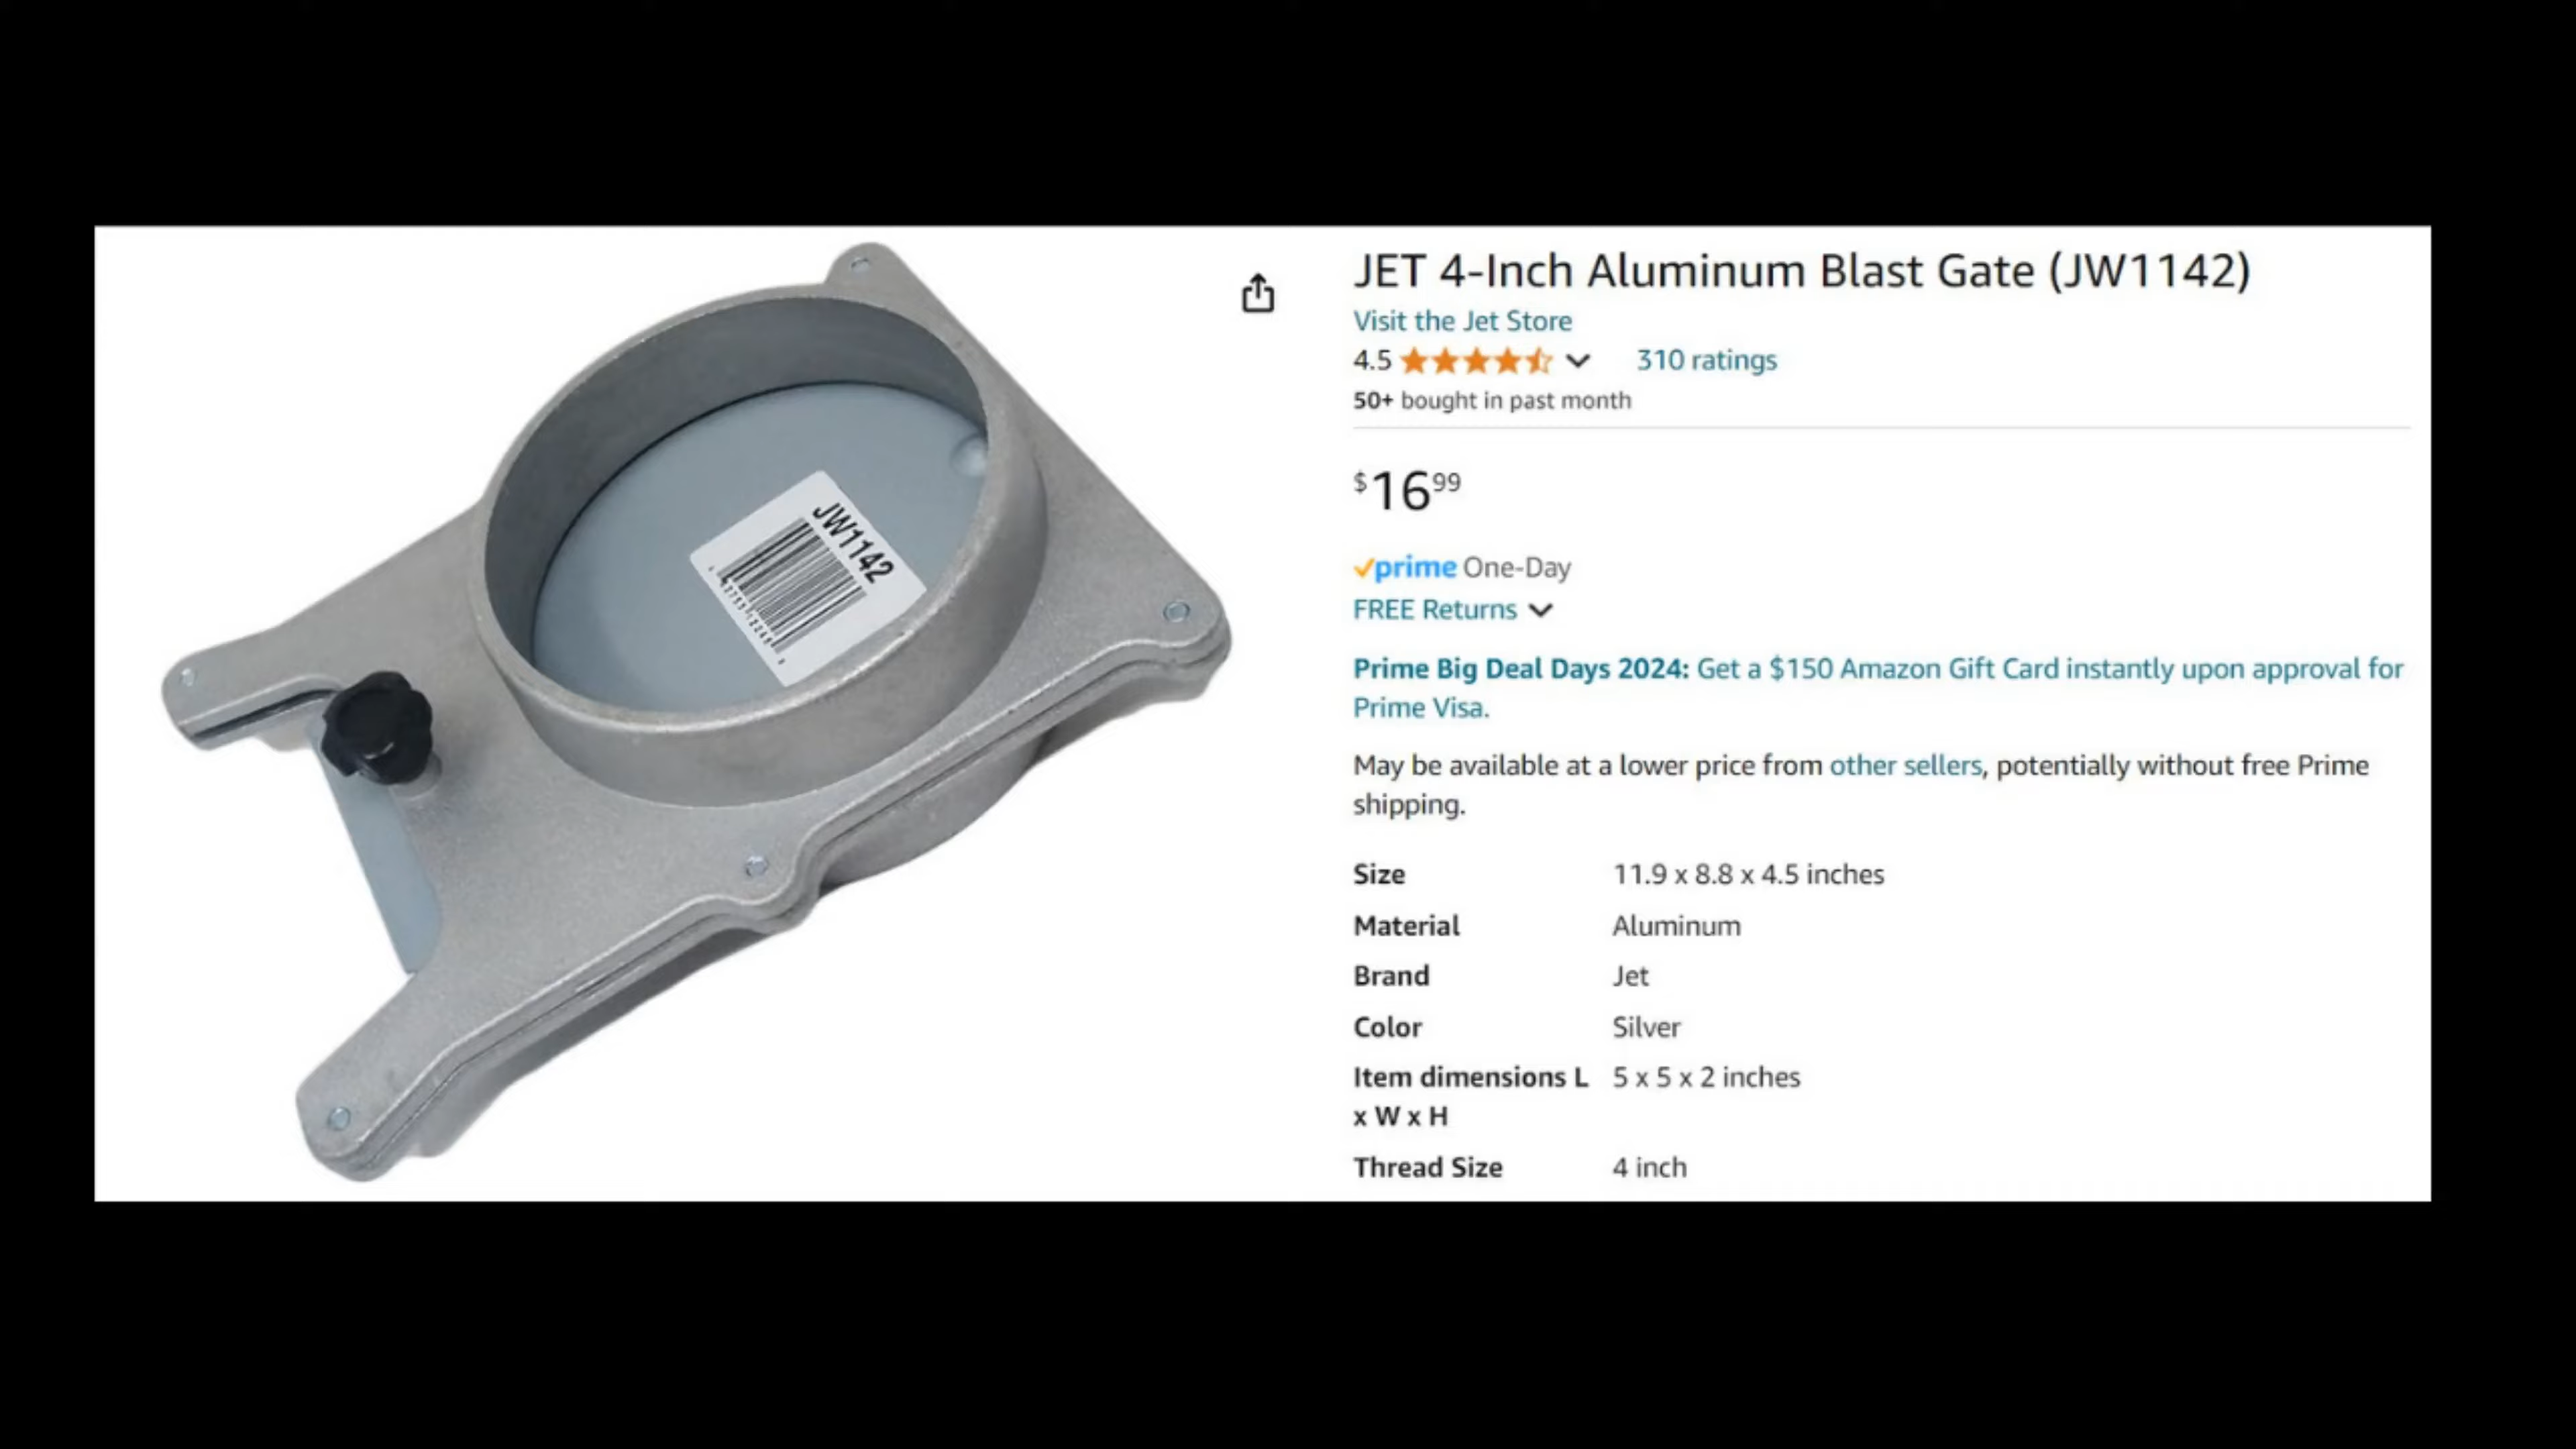 JET 4-Inch Aluminum Blast Gate (JW1142)
Visit the Jet Store
4.5 310 ratings
50+ bought in past month
$16 99
prime One-Day
FREE Returns
Prime Big Deal Days 2024: Get a $150 Amazon Gift Card instantly upon approval for
Prime Visa.
May be available at a lower price from other sellers, potentially without free Prime
shipping.
Size 11.9 x 8.8 x 4.5 inches
Material Aluminum
Brand Jet
Color Silver
Item dimensions L 5 x 5 x 2 inches
x W x H
Thread Size 4 inch
JW1142